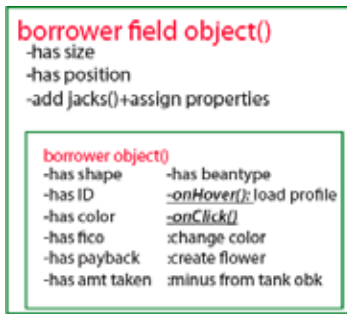 borrower field object()
-has size
-has position
-add jacks()+assign properties
borrower object()
-has shape -has beantype
-has ID -onHover(): load profile
-has color -onClick()
-has fico :change color
-has payback :create flower
-has amt taken :minus from tank obk